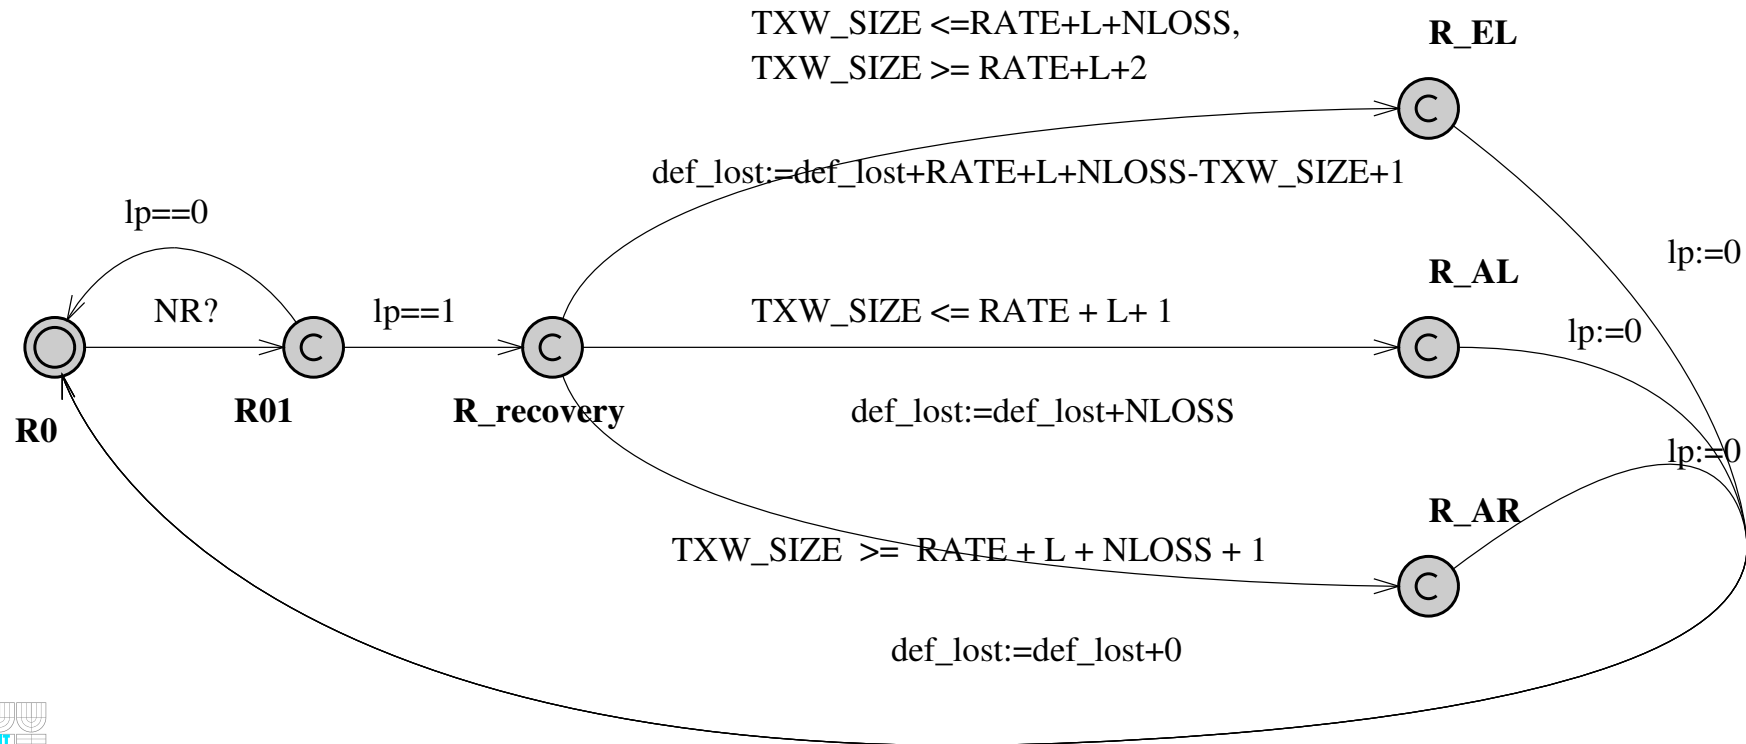 TXW_SIZE <=RATE+L+NLOSS,
TXW_SIZE >= RATE+L+2
R_EL
def_lost:=def_lost+RATE+L+NLOSS-TXW_SIZE+1
lp==0
lp:=0
R_AL
NR?
lp==1
TXW_SIZE <= RATE + L+ 1
lp:=0
C
C
C
C
C
R0
R01
R_recovery
def_lost:=def_lost+NLOSS
lp:=0
R_AR
TXW_SIZE >= RATE + L + NLOSS + 1
def_lost:=def_lost+0